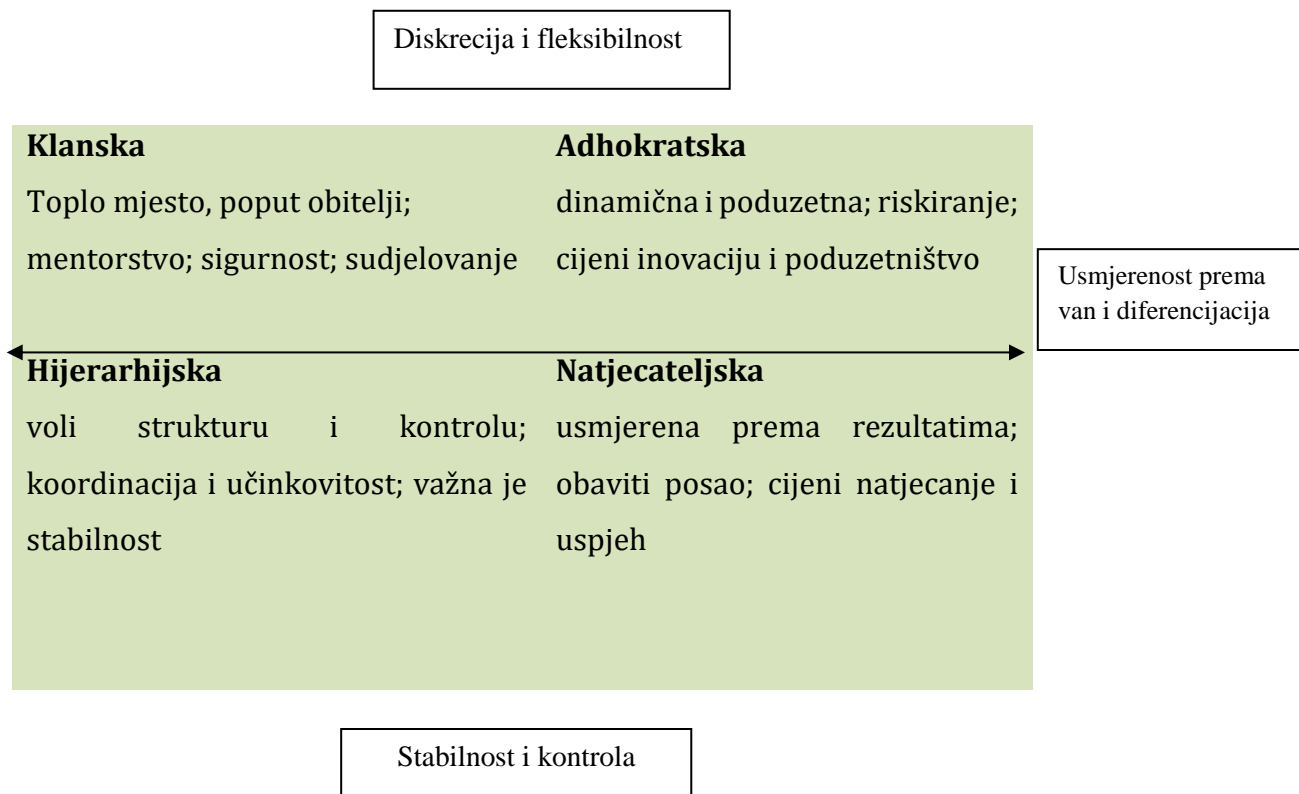 Diskrecija i fleksibilnost
Klanska
Toplo mjesto, poput obitelji;
mentorstvo; sigurnost; sudjelovanje
Adhokratska
dinamična i poduzetna; riskiranje;
cijeni inovaciju i poduzetništvo
Usmjerenost prema
van i diferencijacija
Hijerarhijska
voli strukturu i kontrolu;
koordinacija i učinkovitost; važna je
stabilnost
Natjecateljska
usmjerena prema rezultatima;
obaviti posao; cijeni natjecanje i
uspjeh
Stabilnost i kontrola